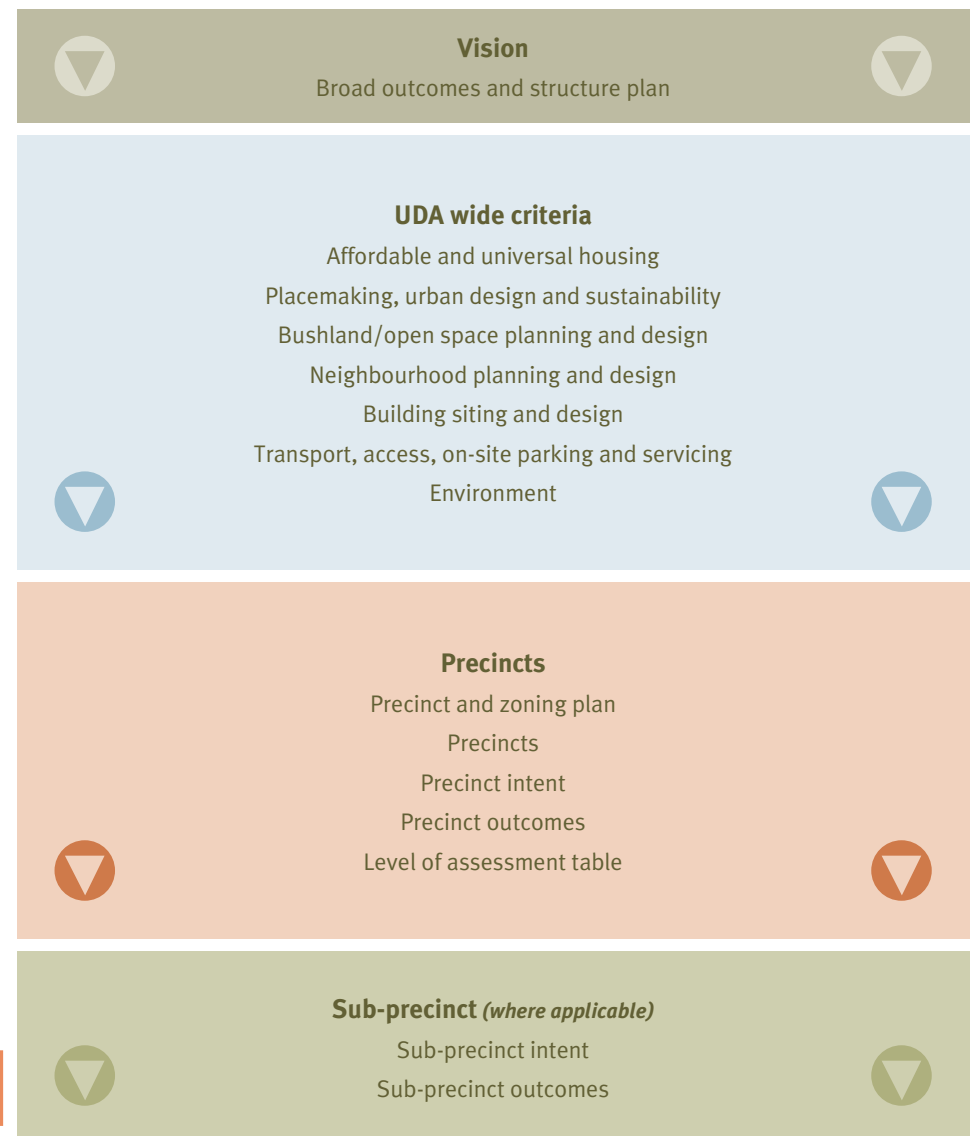 Vision
Broad outcomes and structure plan
UDA wide criteria
Affordable and universal housing
Placemaking, urban design and sustainability
Bushland/open space planning and design
Neighbourhood planning and design
Building siting and design
Transport, access, on-site parking and servicing
Environment
Precincts
Precinct and zoning plan
Precincts
Precinct intent
Precinct outcomes
Level of assessment table
Sub-precinct (where applicable)
Sub-precinct intent
Sub-precinct outcomes